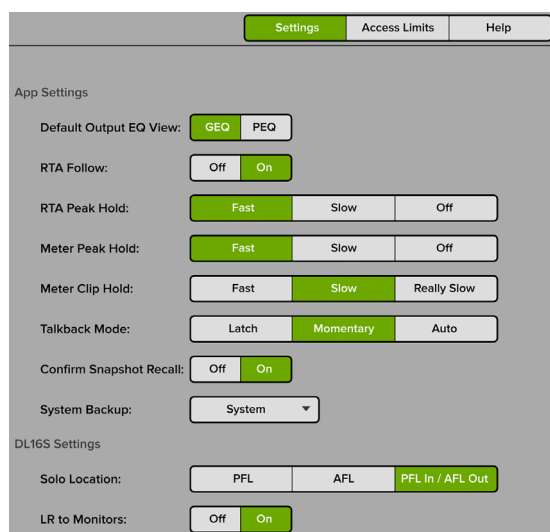 Settings Access Limits Help
App Settings
Default Output EQ View: GEQ PEQ
RTA Follow: Off On
RTA Peak Hold: Fast Slow Off
Meter Peak Hold: Fast Slow Off
Meter Clip Hold: Fast Slow Really Slow
Talkback Mode: Latch Momentary Auto
Confirm Snapshot Recall: Off On
System Backup: System
DL16S Settings
Solo Location: PFL AFL PFL In / AFL Out
LR to Monitors: Off On